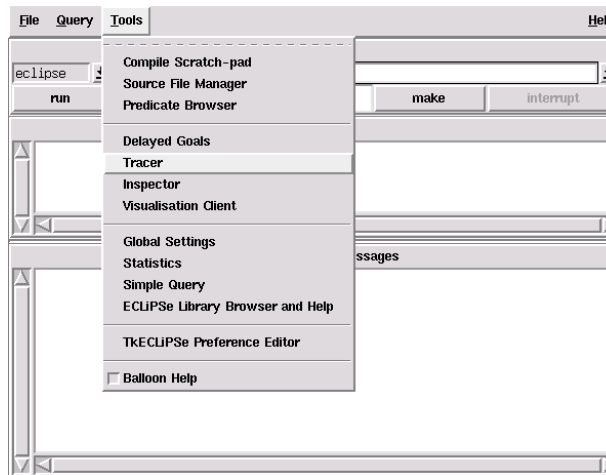 File Query Tools Hel
eclipse
run make interrupt
Compile Scratch-pad
Source File Manager
Predicate Browser
Delayed Goals
Tracer
Inspector
Visualisation Client
Global Settings
ssages
Statistics
Simple Query
ECLiPSe Library Browser and Help
TkECLiPSe Preference Editor
Balloon Help